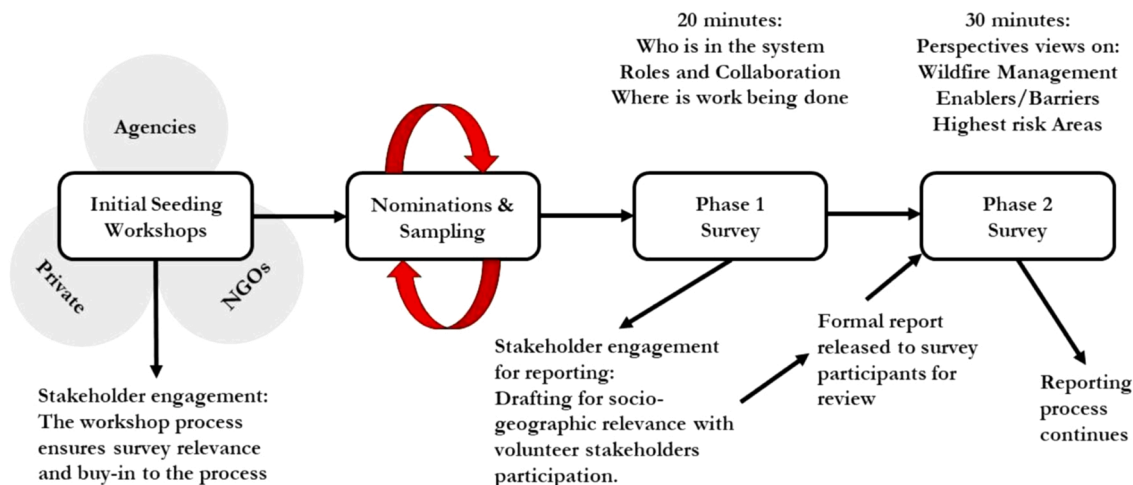 20 minutes:
Who is in the system
Roles and Collaboration
Where is work being done
30 minutes:
Perspectives views on:
Wildfire Management
Enablers/Barriers
Highest risk Areas
Agencies
Initial Seeding
Workshops
Private
NGOs
Nominations &
Sampling
Phase 1
Survey
Phase 2
Survey
Stakeholder engagement:
The workshop process
ensures survey relevance
and buy-in to the process
Stakeholder engagement
for reporting:
Drafting for socio-
geographic relevance with
volunteer stakeholders
participation.
Formal report
released to survey
participants for
review
Reporting
process
continues